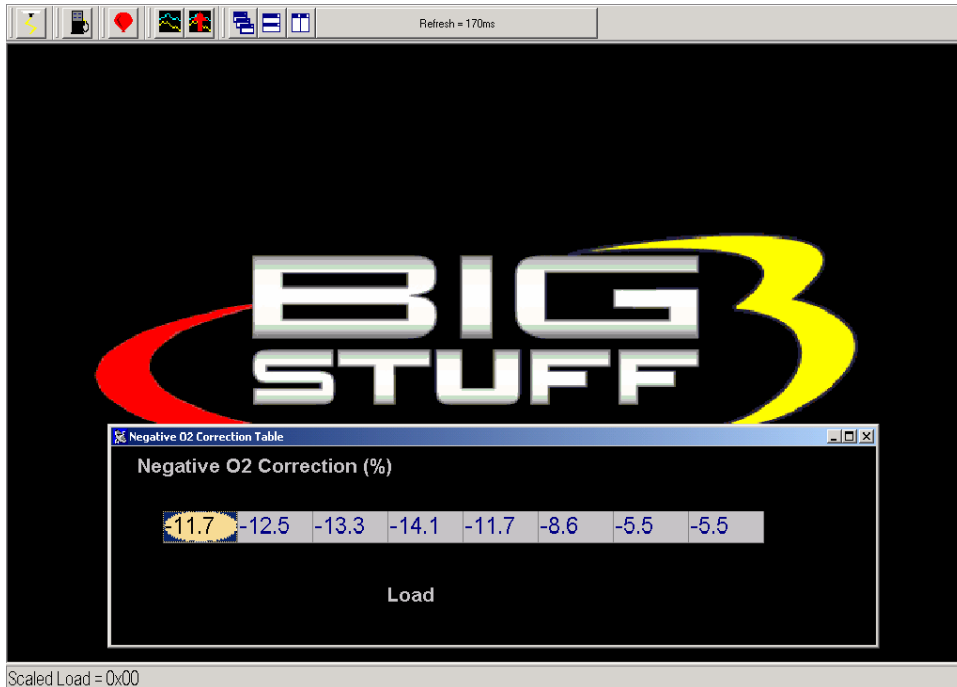 Refresh = 170ms
BIG 3
STUFF
Negative O2 Correction Table
Negative O2 Correction (%)
-11.7 -12.5 -13.3 -14.1 -11.7 -8.6 -5.5 -5.5
Load
Scaled Load = 0x00